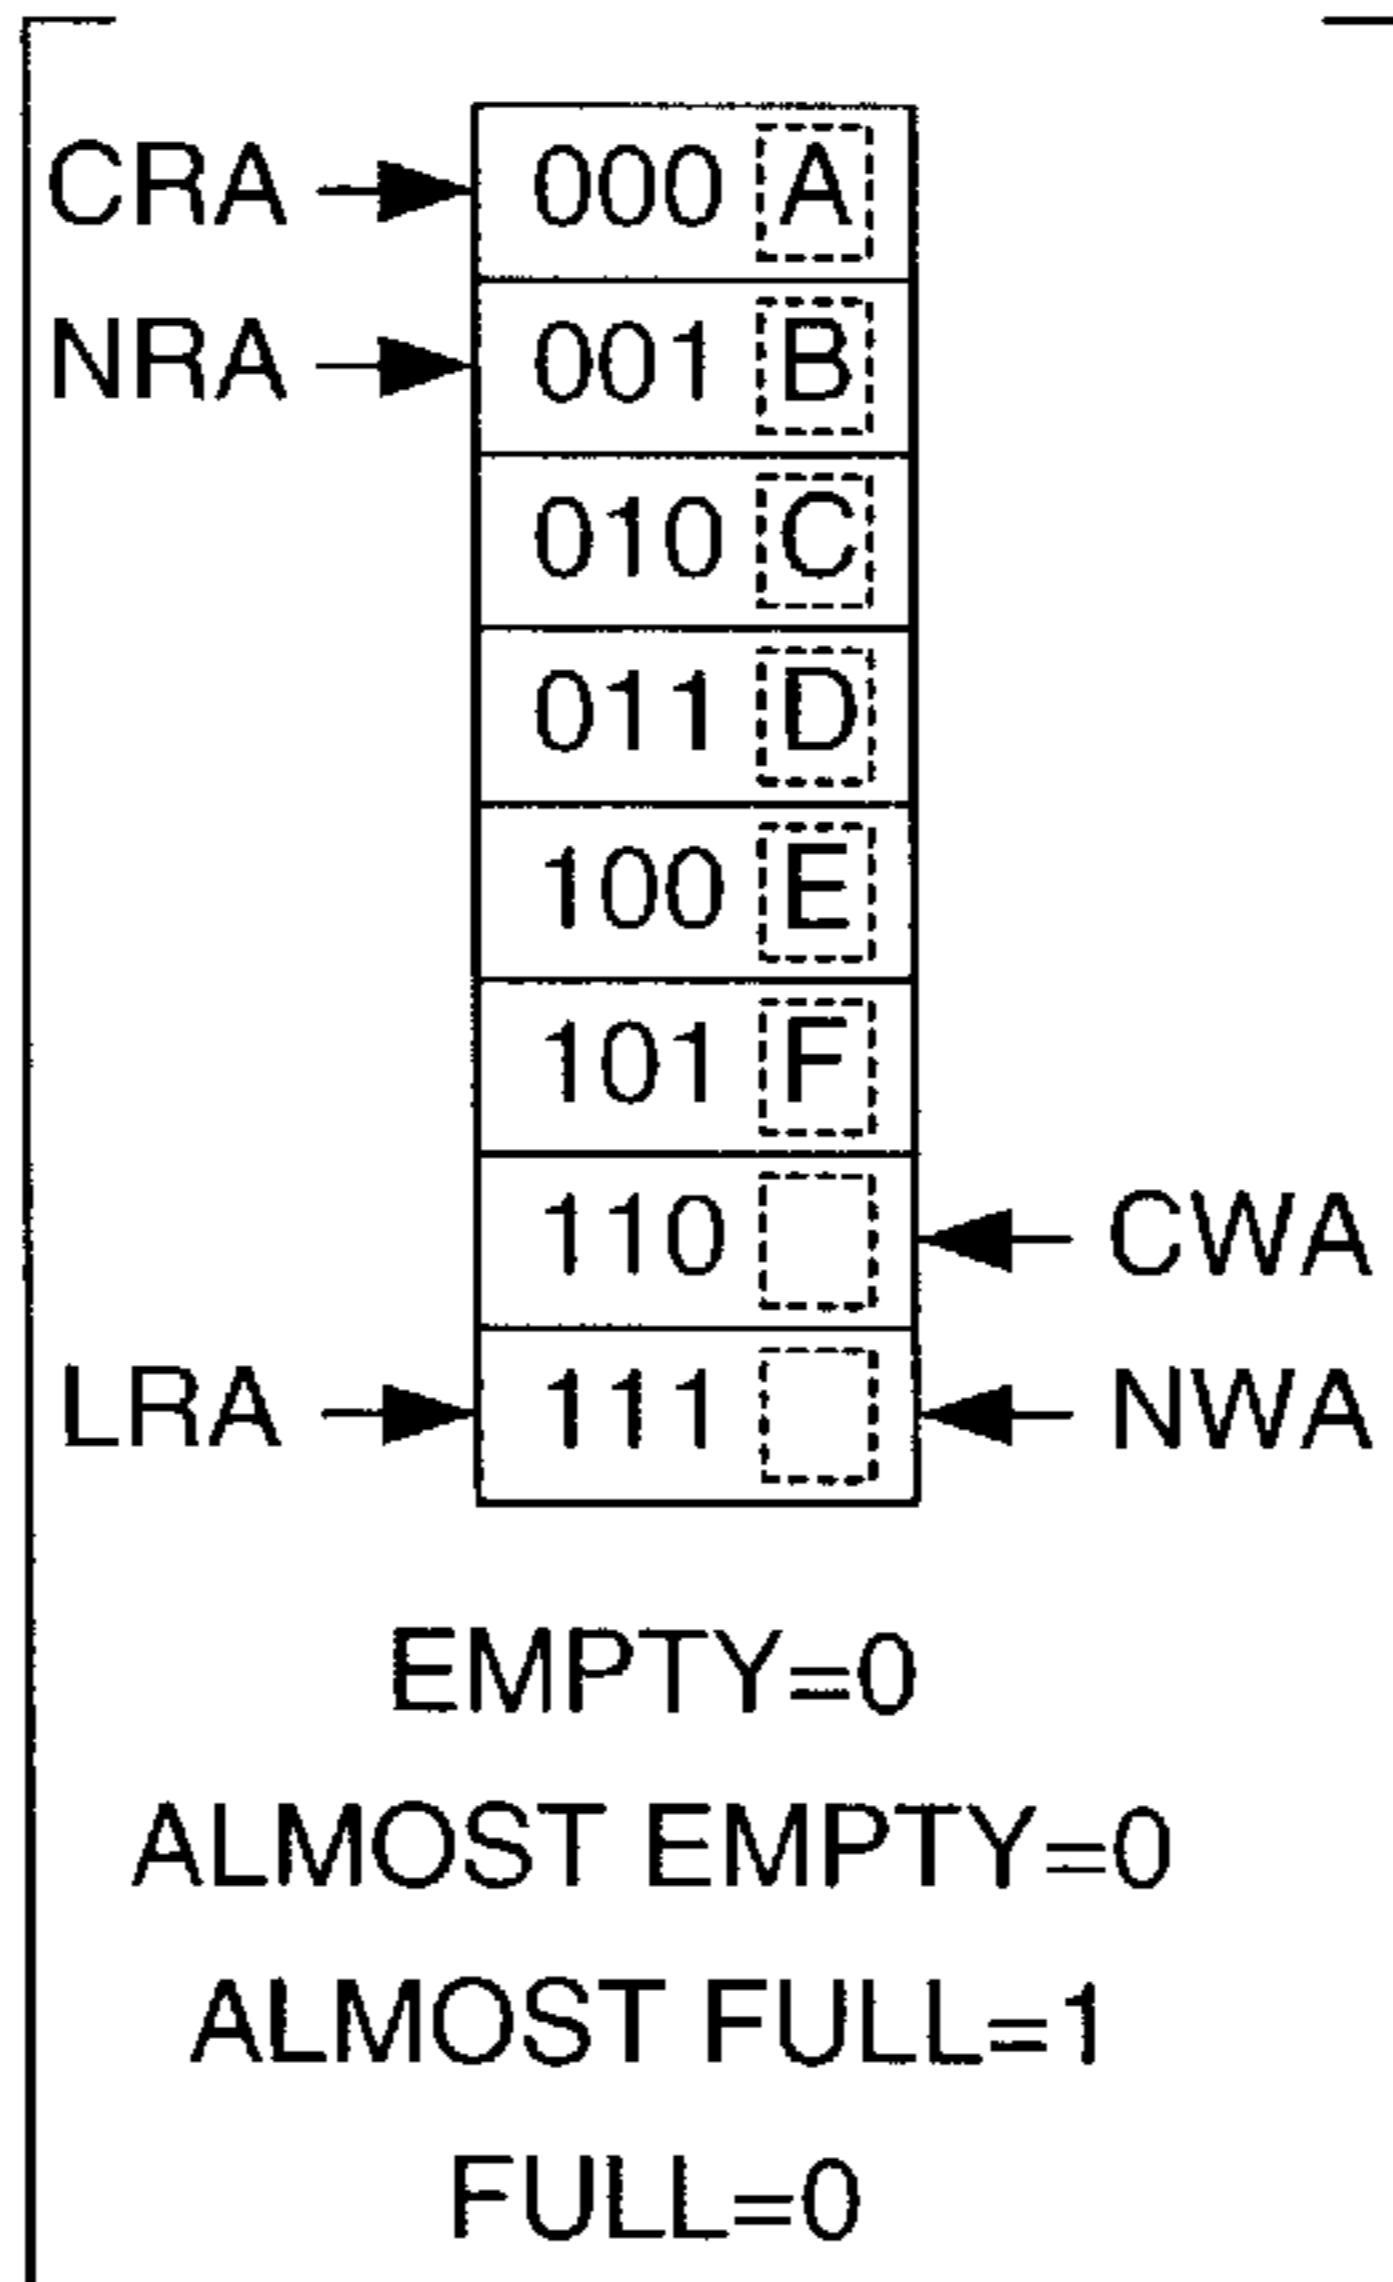 CRA 000 A
NRA 001 B
010 C
011 D
100 E
101 F
110 CWA
LRA 111 NWA
EMPTY=0
ALMOST EMPTY=0
ALMOST FULL=1
FULL=0